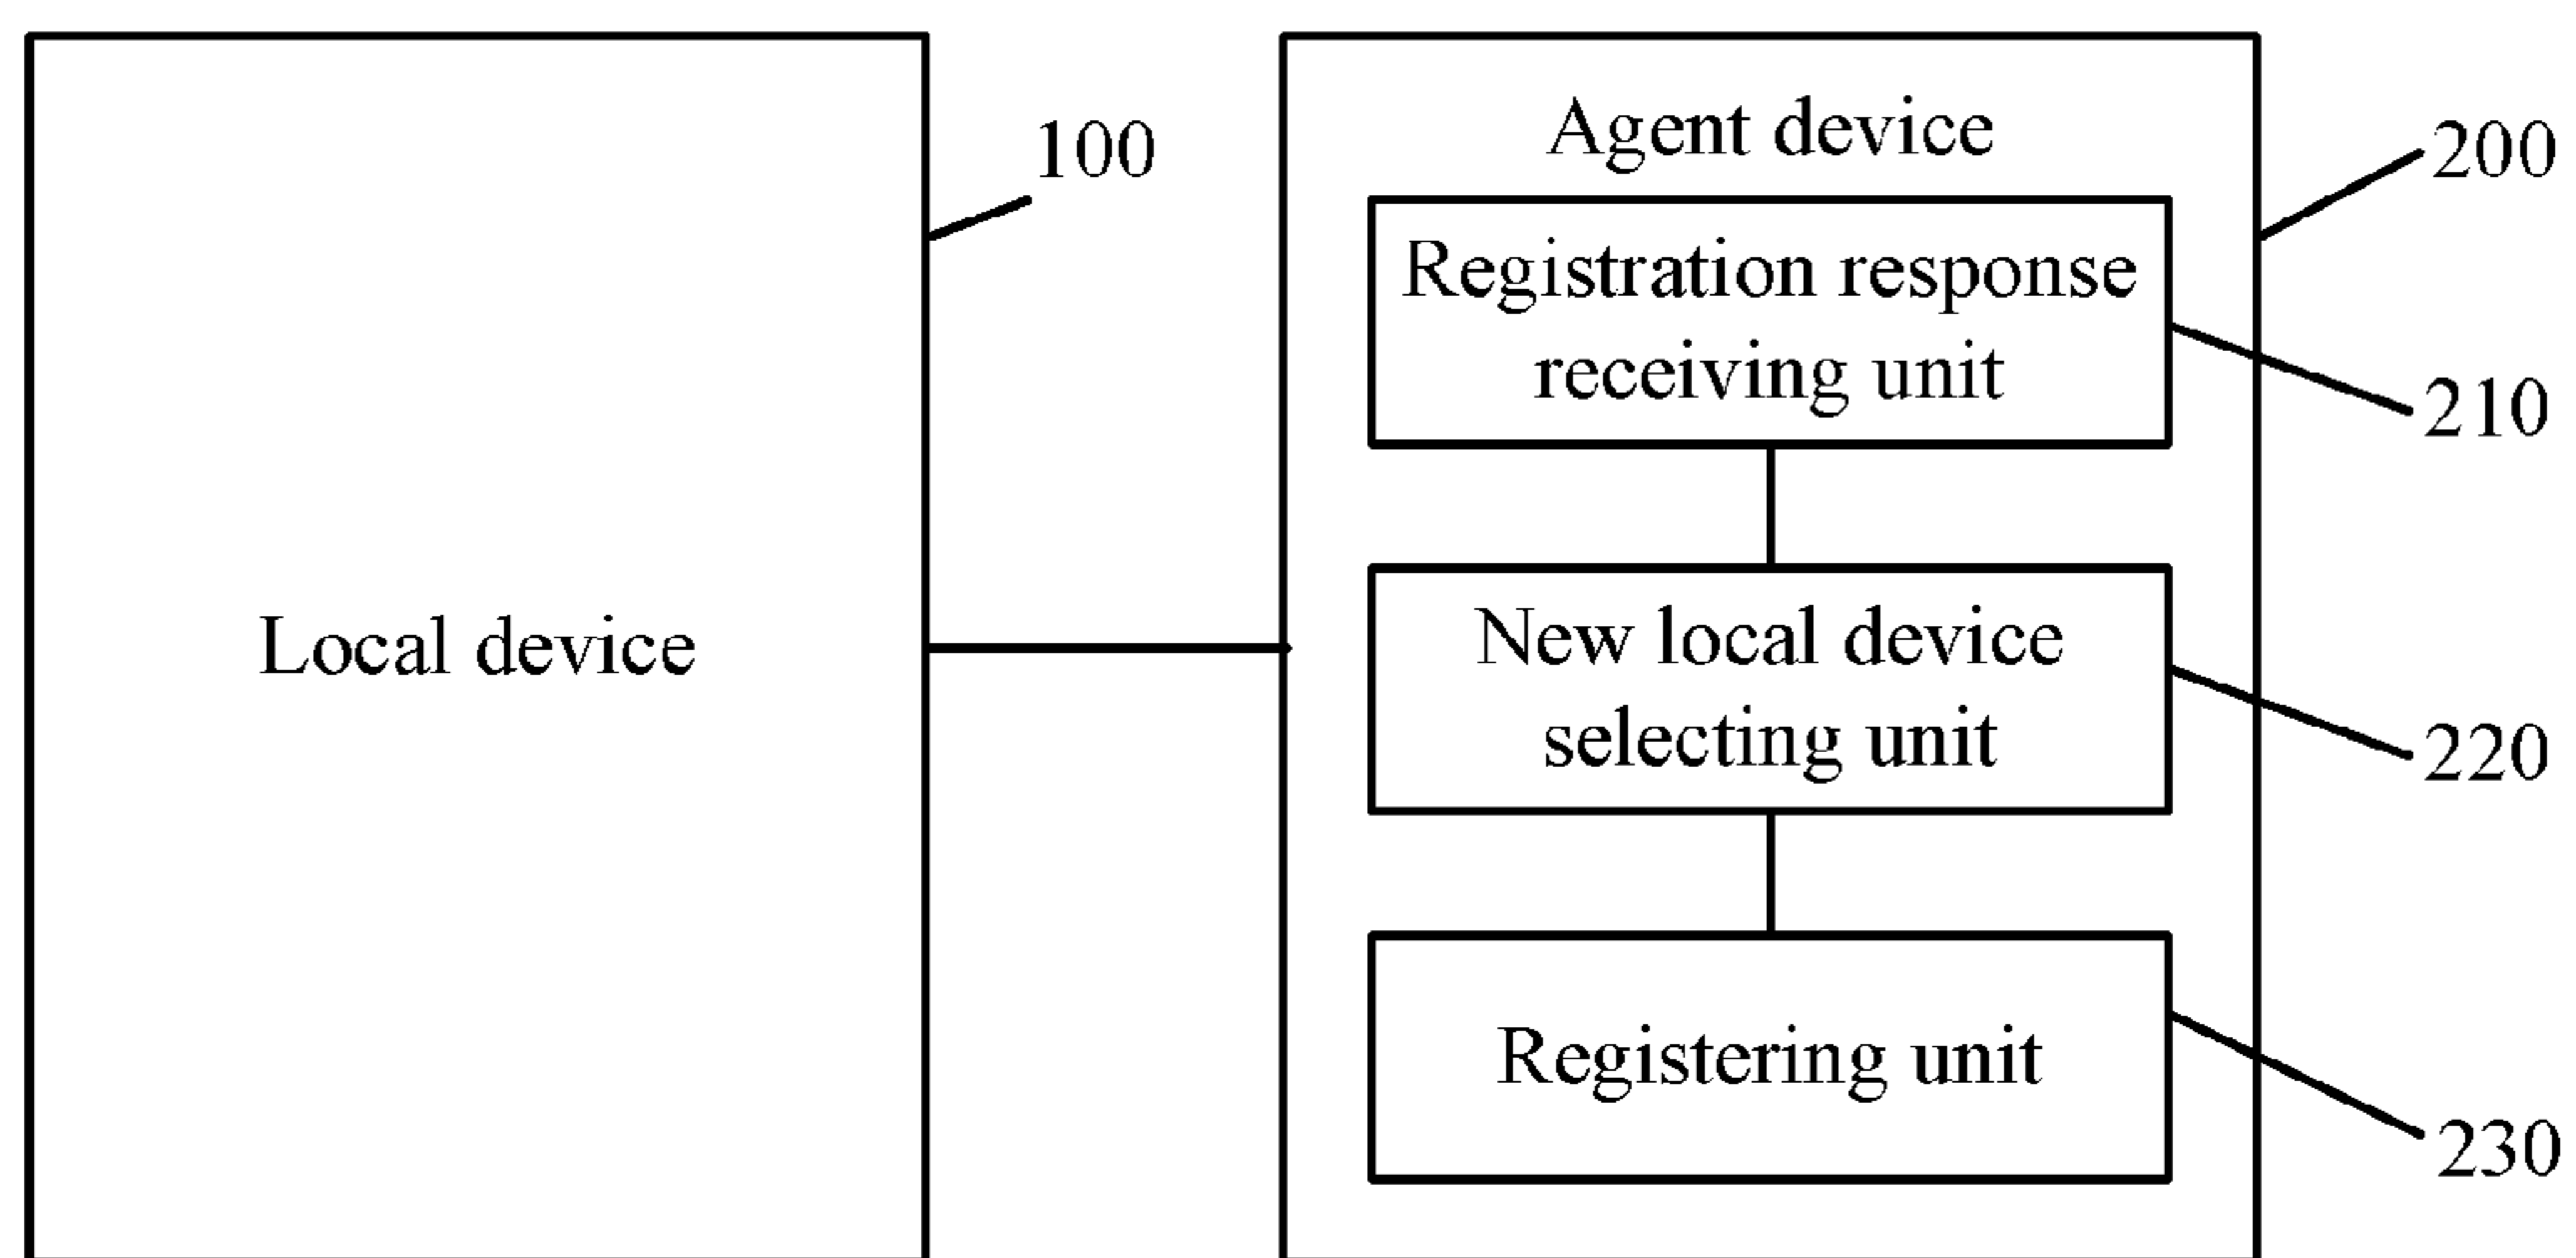 Local device
100
Agent device
200
Registration response
receiving unit
210
New local device
selecting unit
220
Registering unit
230